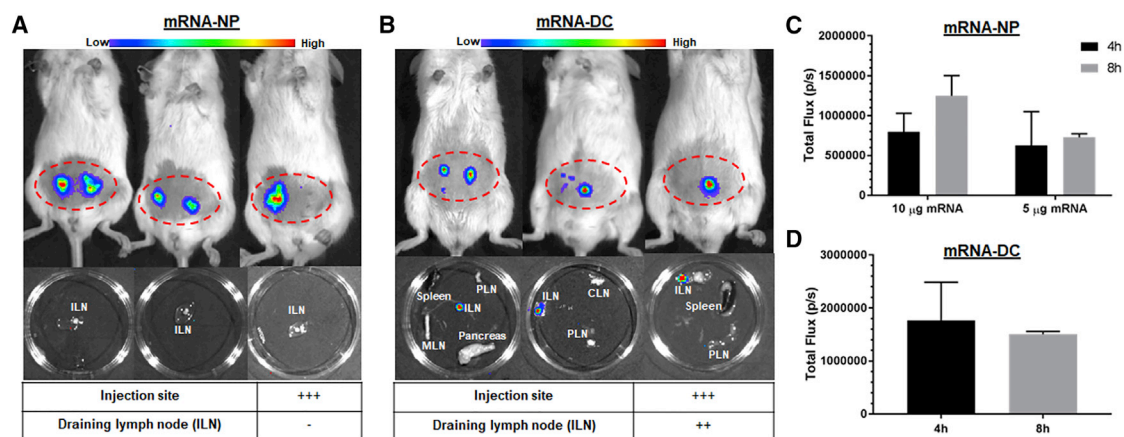 A
mRNA-NP
Low
High
ILN
ILN
ILN
Injection site
+++
Draining lymph node (ILN)
-
B
mRNA-DC
Low
High
Spleen
PLN
ILN
MLN
Pancreas
ILN
CLN
PLN
ILN
Spleen
PLN
Injection site
+++
Draining lymph node (ILN)
++
C
mRNA-NP
Total Flux (p/s)
2000000
1500000
1000000
500000
0
10 μg mRNA
5 μg mRNA
4h
8h
D
mRNA-DC
Total Flux (p/s)
3000000
2000000
1000000
0
4h
8h